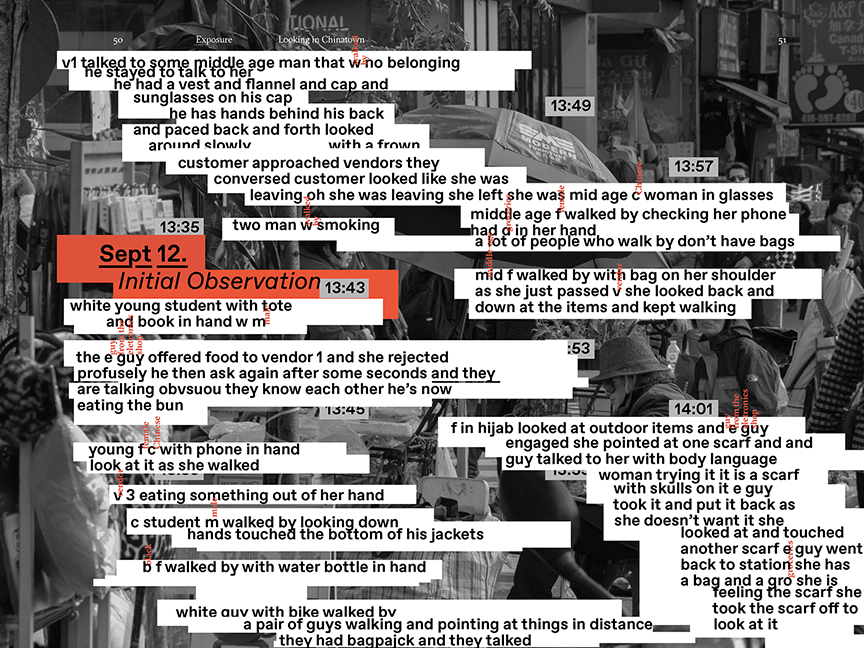 50
Exposure
Looking in Chinatown
51
v1 talked to some middle age man that w no belonging
he stayed to talk to her
he had a vest and flannel and cap and
sunglasses on his cap
he has hands behind his back
and paced back and forth looked
around slowly with a frown
customer approached vendors they
conversed customer looked like she was
leaving oh she was leaving she left she was mid age c woman in glasses
two man w smoking
13:35
Sept 12.
Initial Observation
13:43
white young student with tote
and book in hand w m
the e guy offered food to vendor 1 and she rejected
profusely he then ask again after some seconds and they
are talking obvsuou they know each other he's now
eating the bun
13:45
young f c with phone in hand
look at it as she walked
v 3 eating something out of her hand
c student m walked by looking down
hands touched the bottom of his jackets
b f walked by with water bottle in hand
white guy with bike walked by
a pair of guys walking and pointing at things in distance
they had bagpajck and they talked
13:49
13:57
middle age f walked by checking her phone
had g in her hand
a lot of people who walk by don't have bags
mid f walked by with bag on her shoulder
as she just passed v she looked back and
down at the items and kept walking
:53
14:01
f in hijab looked at outdoor items and e guy
engaged she pointed at one scarf and and
guy talked to her with body language
woman trying it it is a scarf
with skulls on it e guy
took it and put it back as
she doesn't want it she
looked at and touched
another scarf e guy went
back to station she has
a bag and a gro she is
feeling the scarf she
took the scarf off to
look at it
TIONAL
MODERN
Chinese
female
vendor
male
guy
from the
shop